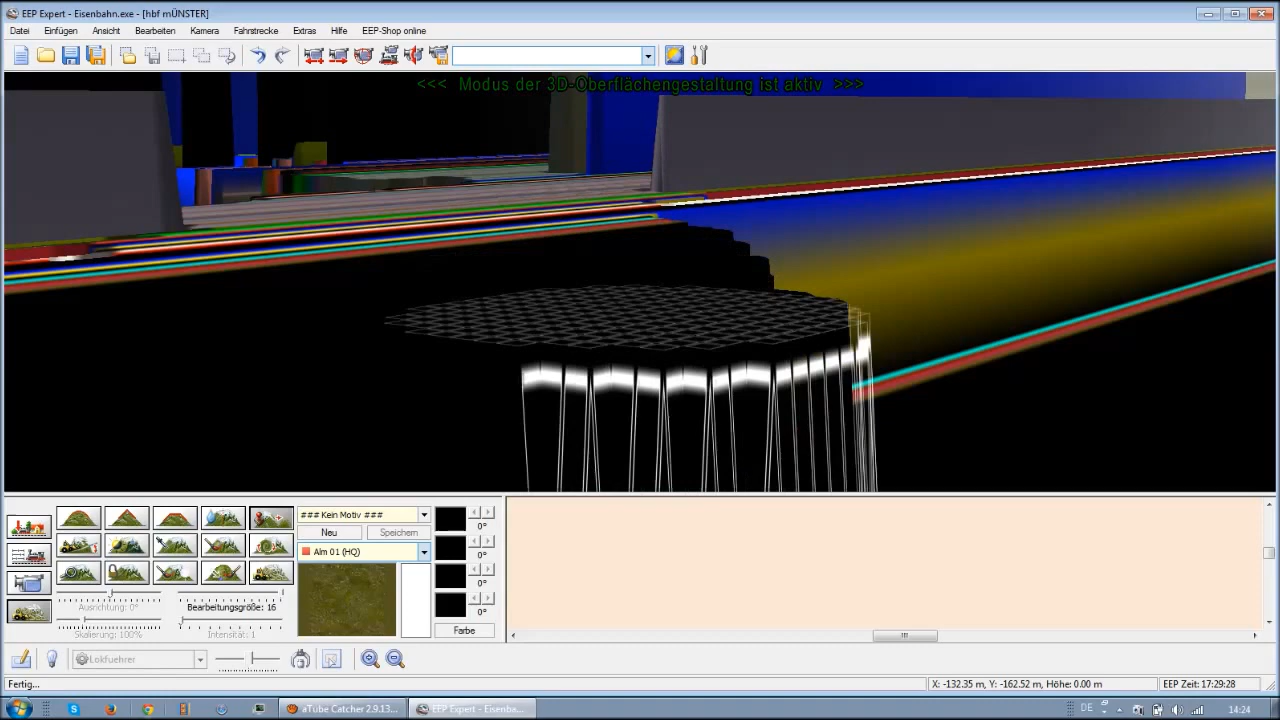 EEP Expert - Eisenbahn.exe - [hbf mÜNSTER]
Datei Einfügen Ansicht Bearbeiten Kamera Fahrstrecke Extras Hilfe EEP-Shop online
<<< Modus der 3D-Oberflächengestaltung ist aktiv >>>
### Kein Motiv ###
Neu Speichern
Alm 01 (HQ)
0°
0°
0°
0°
Ausrichtung: 0° Bearbeitungsgröße: 16
Skalierung: 100% Intensität: 1
Farbe
Lokfuehrer
Fertig... X: -132.35 m, Y: -162.52 m, Höhe: 0.00 m EEP Zeit: 17:29:28
aTube Catcher 2.9.13... EEP Expert - Eisenba... DE 14:24